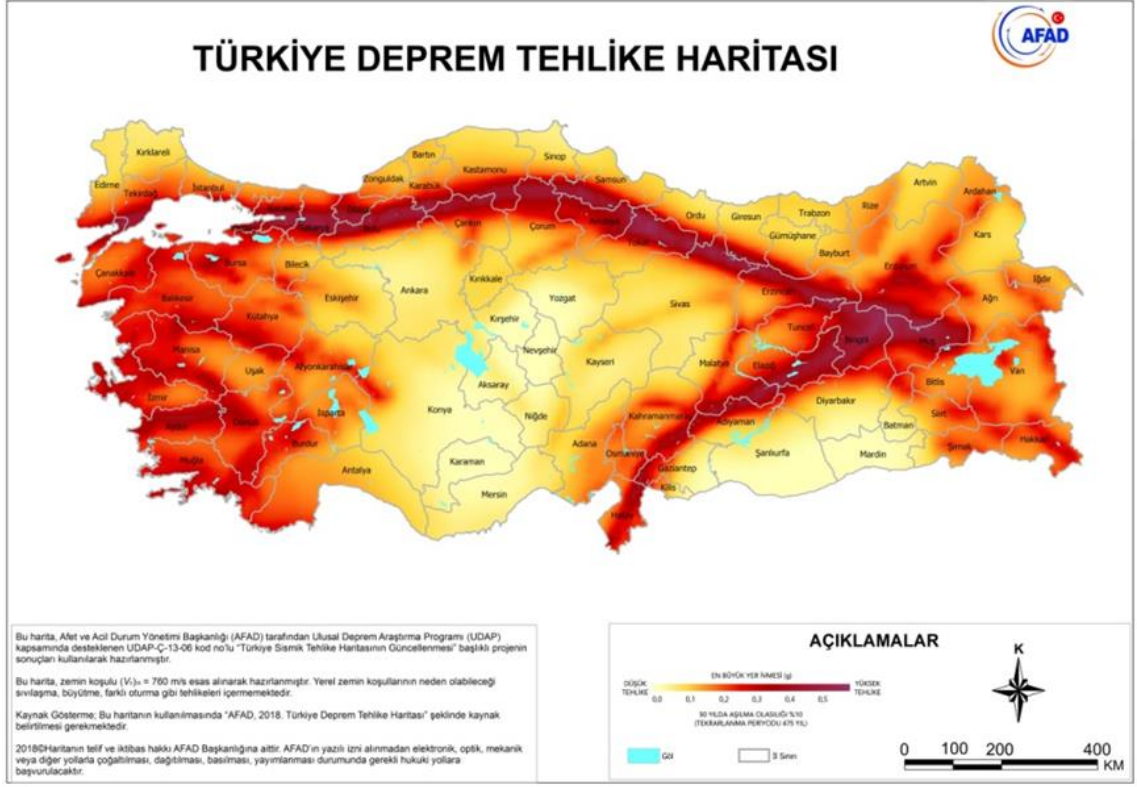 AFAD
TÜRKİYE DEPREM TEHLİKE HARİTASI
Kırklareli
Edirne
Tekirdağ
İstanbul
Bartın
Zonguldak
Karabük
Kastamonu
Sinop
Samsun
Ordu
Giresun
Trabzon
Rize
Artvin
Ardahan
Kars
Gümüşhane
Bayburt
Erzurum
Iğdır
Ağrı
Çankırı
Çorum
Amasya
Tokat
Sakarya
Bolu
Çanakkale
Bursa
Bilecik
Balıkesir
Kütahya
Eskişehir
Ankara
Kırıkkale
Yozgat
Sivas
Erzincan
Tunceli
Bingöl
Muş
Kırşehir
Nevşehir
Kayseri
Malatya
Elazığ
Bitlis
Van
Manisa
Uşak
Afyonkarahisar
Aksaray
Konya
Niğde
Kahramanmaraş
Adıyaman
Diyarbakır
Batman
Siirt
Şırnak
Hakkari
İzmir
Aydın
Denizli
Isparta
Burdur
Muğla
Antalya
Karaman
Mersin
Adana
Osmaniye
Gaziantep
Kilis
Şanlıurfa
Mardin
Hatay
Bu harita, Afet ve Acil Durum Yönetimi Başkanlığı (AFAD) tarafından Ulusal Deprem Araştırma Programı (UDAP)
kapsamında desteklenen UDAP-Ç-13-06 kod no'lu "Türkiye Sismik Tehlike Haritasının Güncellenmesi" başlıklı projenin
sonuçları kullanılarak hazırlanmıştır.
Bu harita, zemin koşulu (Vₛ)₃₀ = 760 m/s esas alınarak hazırlanmıştır. Yerel zemin koşullarının neden olabileceği
sıvılaşma, büyütme, farklı oturma gibi tehlikeleri içermemektedir.
Kaynak Gösterme; Bu haritanın kullanılmasında "AFAD, 2018. Türkiye Deprem Tehlike Haritası" şeklinde kaynak
belirtilmesi gerekmektedir.
2018©Haritanın telif ve iktibas hakkı AFAD Başkanlığına aittir. AFAD'ın yazılı izni alınmadan elektronik, optik, mekanik
veya diğer yollarla çoğaltılması, dağıtılması, basılması, yayımlanması durumunda gerekli hukuki yollara
başvurulacaktır.
AÇIKLAMALAR
EN BÜYÜK YER İVMESİ (g)
DÜŞÜK TEHLİKE
YÜKSEK TEHLİKE
0,0 0,1 0,2 0,3 0,4 0,5
50 YILDA AŞILMA OLASILIĞI %10
(TEKRARLANMA PERİYODU 475 YIL)
Göl
İl Sınırı
K
0 100 200 400
KM